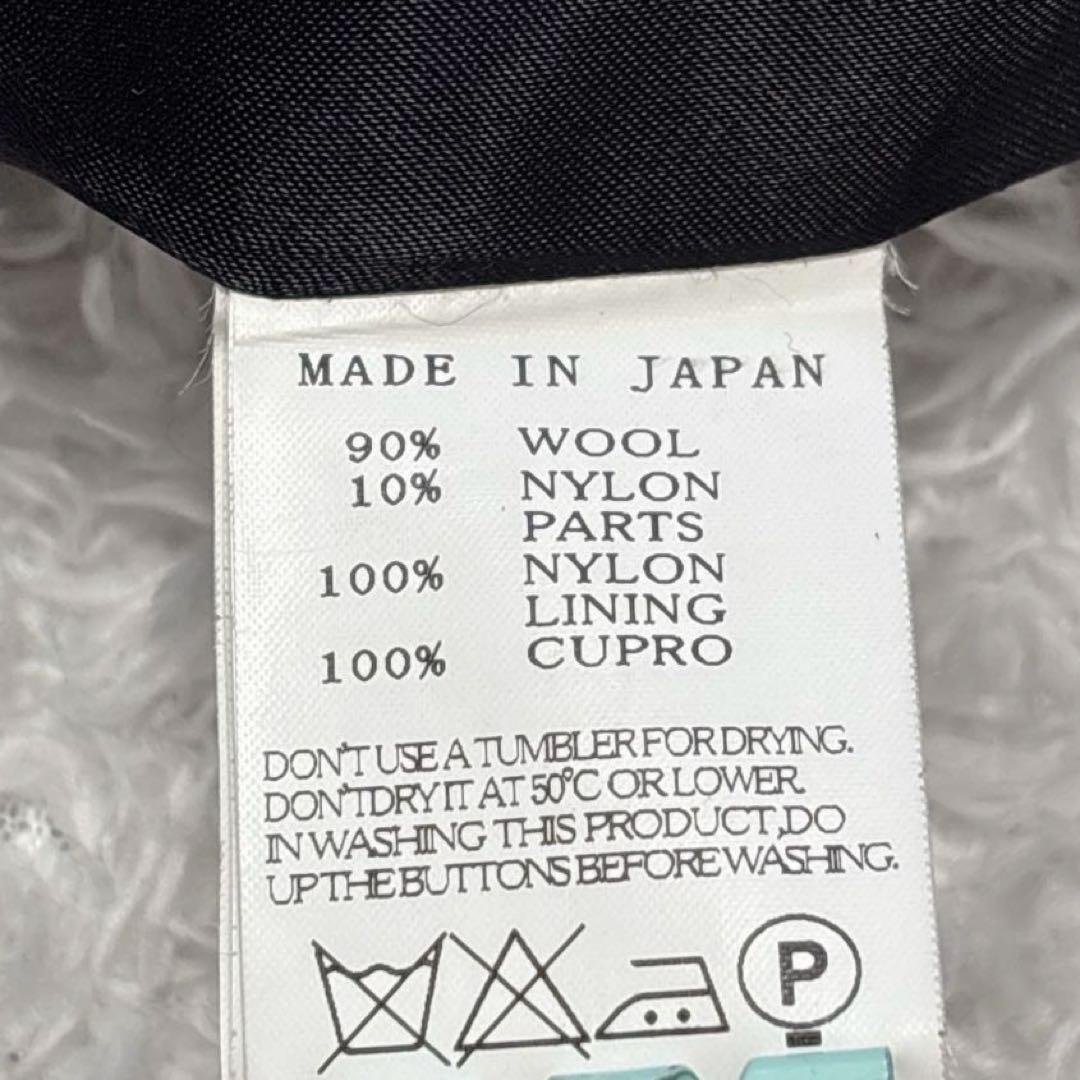 MADE IN JAPAN
90% WOOL
10% NYLON
PARTS
100% NYLON
LINING
100% CUPRO
DON'T USE A TUMBLER FOR DRYING.
DON'T DRY IT AT 50°C OR LOWER.
IN WASHING THIS PRODUCT, DO
UP THE BUTTONS BEFORE WASHING.
P